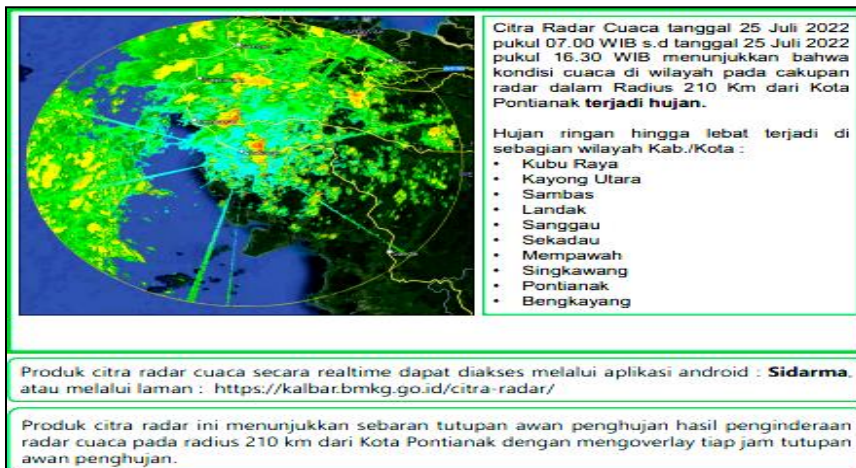 Citra Radar Cuaca tanggal 25 Juli 2022
pukul 07.00 WIB s.d tanggal 25 Juli 2022
pukul 16.30 WIB menunjukkan bahwa
kondisi cuaca di wilayah pada cakupan
radar dalam Radius 210 Km dari Kota
Pontianak terjadi hujan.
Hujan ringan hingga lebat terjadi di
sebagian wilayah Kab./Kota :
• Kubu Raya
• Kayong Utara
• Sambas
• Landak
• Sanggau
• Sekadau
• Mempawah
• Singkawang
• Pontianak
• Bengkayang
Produk citra radar cuaca secara realtime dapat diakses melalui aplikasi android : Sidarma,
atau melalui laman : https://kalbar.bmkg.go.id/citra-radar/
Produk citra radar ini menunjukkan sebaran tutupan awan penghujan hasil penginderaan
radar cuaca pada radius 210 km dari Kota Pontianak dengan mengoverlay tiap jam tutupan
awan penghujan.